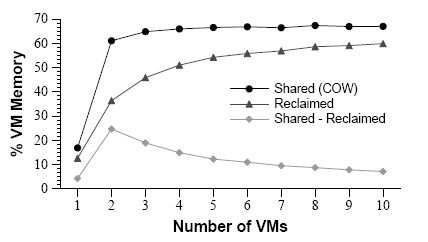 70
60
50
40
30
20
10
0
% VM Memory
Shared (COW)
Reclaimed
Shared - Reclaimed
1 2 3 4 5 6 7 8 9 10
Number of VMs